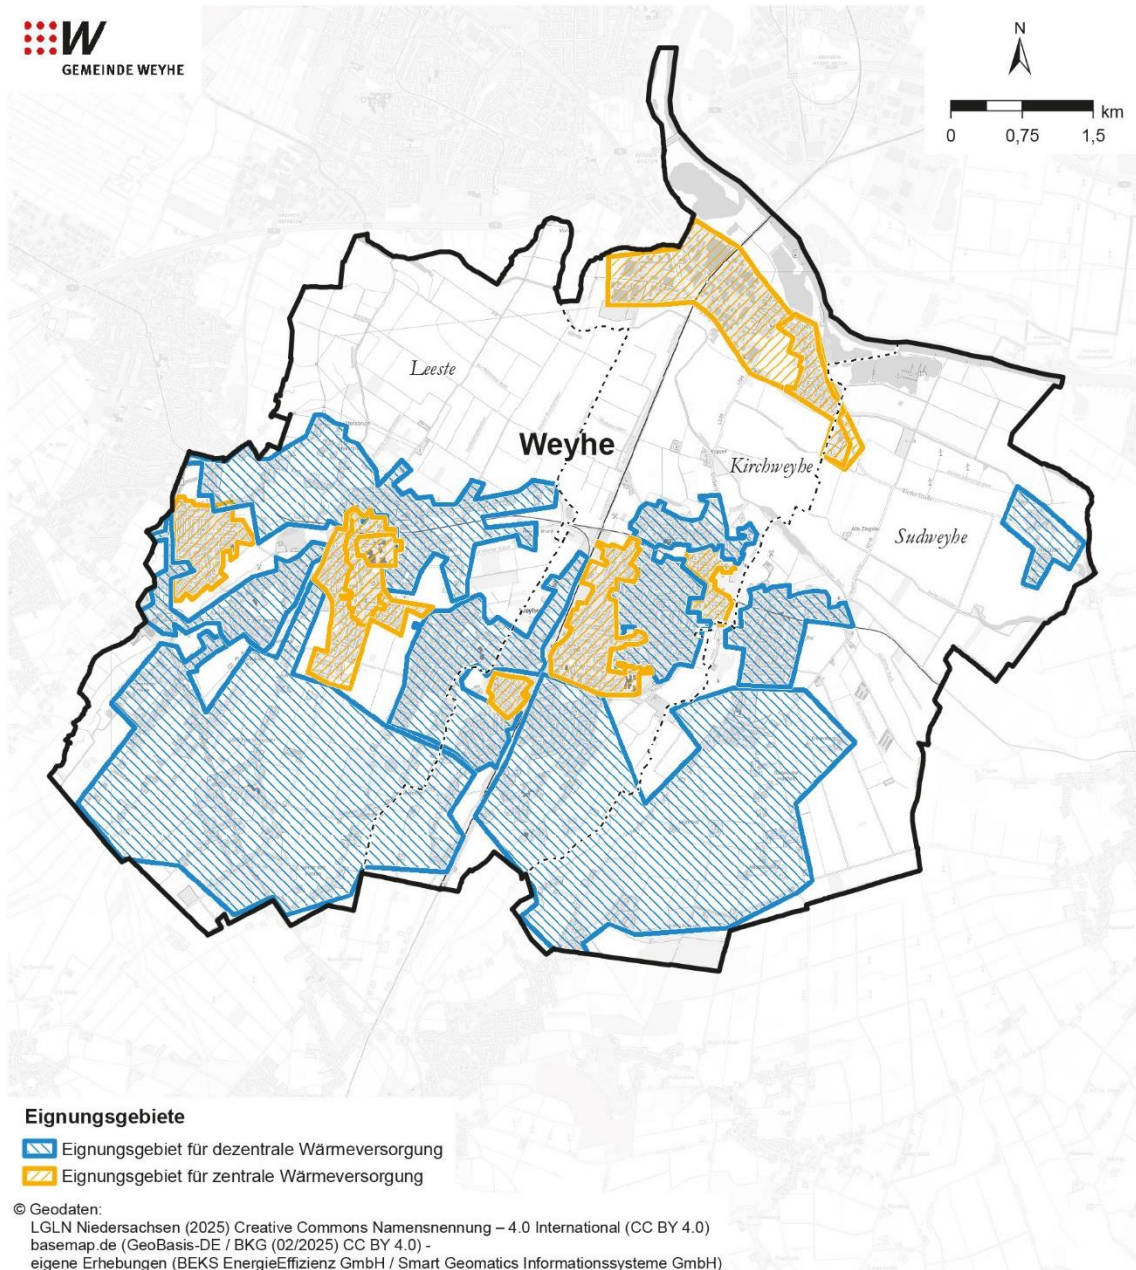 W
GEMEINDE WEYHE
N
km
0 0,75 1,5
Leeste
Weyhe
Kirchweyhe
Sudweyhe
Eignungsgebiete
Eignungsgebiet für dezentrale Wärmeversorgung
Eignungsgebiet für zentrale Wärmeversorgung
© Geodaten:
LGLN Niedersachsen (2025) Creative Commons Namensnennung – 4.0 International (CC BY 4.0)
basemap.de (GeoBasis-DE / BKG (02/2025) CC BY 4.0) -
eigene Erhebungen (BEKS EnergieEffizienz GmbH / Smart Geomatics Informationssysteme GmbH)